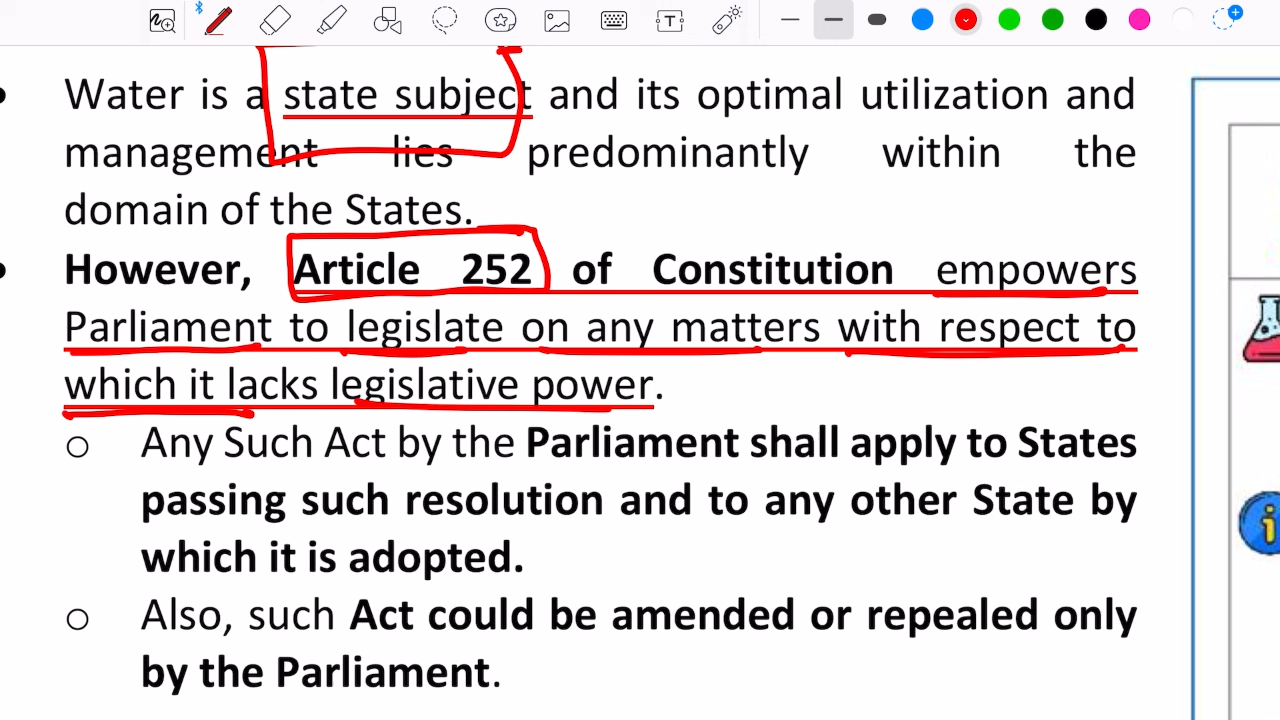 Water is a state subject and its optimal utilization and
management lies predominantly within the
domain of the States.
However, Article 252 of Constitution empowers
Parliament to legislate on any matters with respect to
which it lacks legislative power.
o Any Such Act by the Parliament shall apply to States
passing such resolution and to any other State by
which it is adopted.
o Also, such Act could be amended or repealed only
by the Parliament.